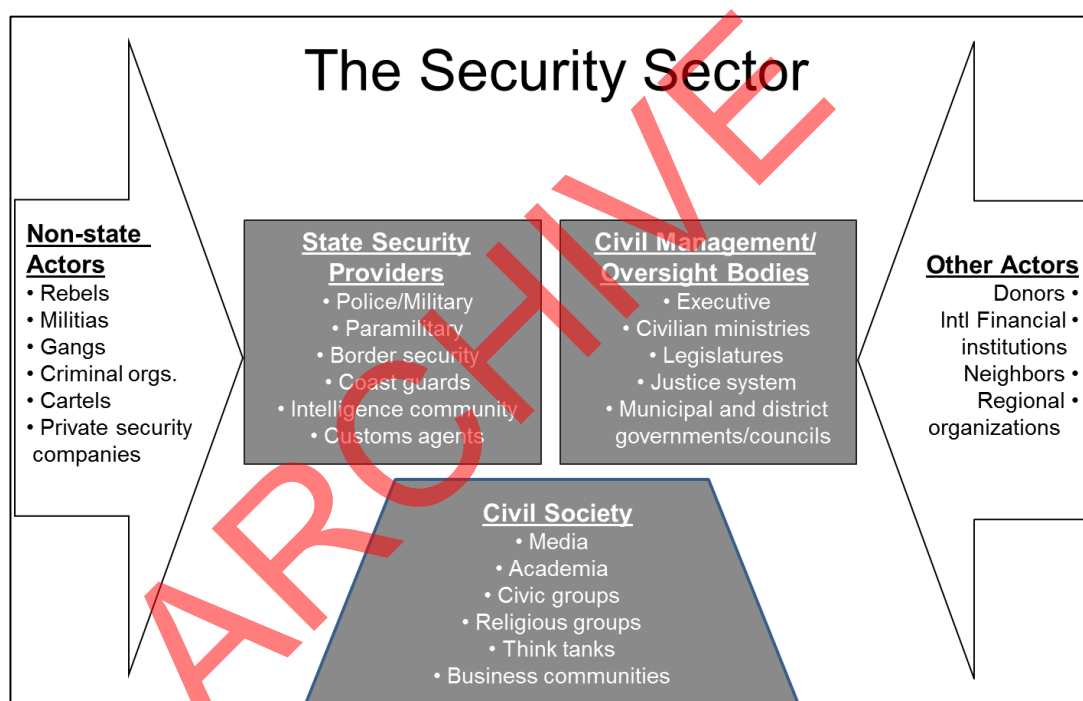 The Security Sector
Non-state
Actors
• Rebels
• Militias
• Gangs
• Criminal orgs.
• Cartels
• Private security
companies
State Security
Providers
• Police/Military
• Paramilitary
• Border security
• Coast guards
• Intelligence community
• Customs agents
Civil Management/
Oversight Bodies
• Executive
• Civilian ministries
• Legislatures
• Justice system
• Municipal and district
governments/councils
Other Actors
Donors •
Intl Financial •
institutions
Neighbors •
Regional •
organizations
Civil Society
• Media
• Academia
• Civic groups
• Religious groups
• Think tanks
• Business communities
ARCHIVE